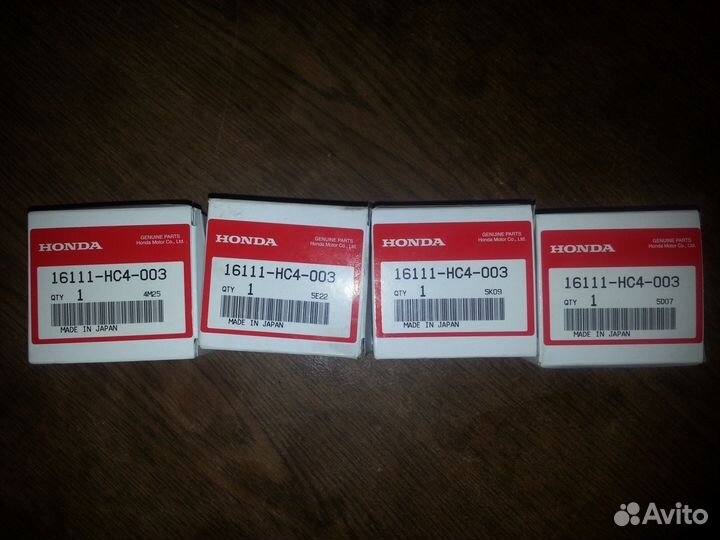 HONDA
GENUINE PARTS
Honda Motor Co., Ltd.
16111-HC4-003
QTY 1 4M25
MADE IN JAPAN
HONDA
GENUINE PARTS
Honda Motor Co., Ltd.
16111-HC4-003
QTY 1 5E22
MADE IN JAPAN
HONDA
GENUINE PARTS
Honda Motor Co., Ltd.
16111-HC4-003
QTY 1 5K09
MADE IN JAPAN
HONDA
GENUINE PARTS
Honda Motor Co., Ltd.
16111-HC4-003
QTY 1 5D07
MADE IN JAPAN
Avito